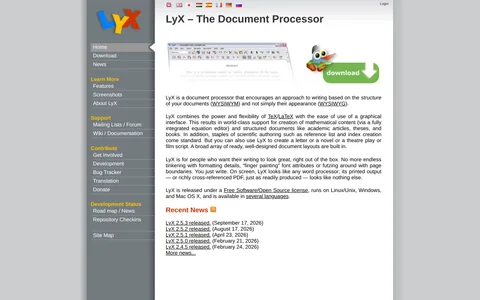 LyX
Login
LyX – The Document Processor
Home
Download
News
Learn More
Features
Screenshots
About LyX
Support
Mailing Lists / Forum
Wiki / Documentation
Contribute
Get Involved
Development
Bug Tracker
Translation
Donate
Development Status
Road map / News
Repository Checkins
Site Map
download
LyX is a document processor that encourages an approach to writing based on the structure
of your documents (WYSIWYM) and not simply their appearance (WYSIWYG).
LyX combines the power and flexibility of TeX/LaTeX with the ease of use of a graphical
interface. This results in world-class support for creation of mathematical content (via a fully
integrated equation editor) and structured documents like academic articles, theses, and
books. In addition, staples of scientific authoring such as reference list and index creation
come standard. But you can also use LyX to create a letter or a novel or a theatre play or
film script. A broad array of ready, well-designed document layouts are built in.
LyX is for people who want their writing to look great, right out of the box. No more endless
tinkering with formatting details, “finger painting” font attributes or futzing around with page
boundaries. You just write. On screen, LyX looks like any word processor; its printed output
— or richly cross-referenced PDF, just as readily produced — looks like nothing else.
LyX is released under a Free Software/Open Source license, runs on Linux/Unix, Windows,
and Mac OS X, and is available in several languages.
Recent News
LyX 2.5.3 released. (September 17, 2026)
LyX 2.5.2 released. (August 17, 2026)
LyX 2.5.1 released. (April 23, 2026)
LyX 2.5.0 released. (February 21, 2026)
LyX 2.4.5 released. (February 24, 2026)
More news...